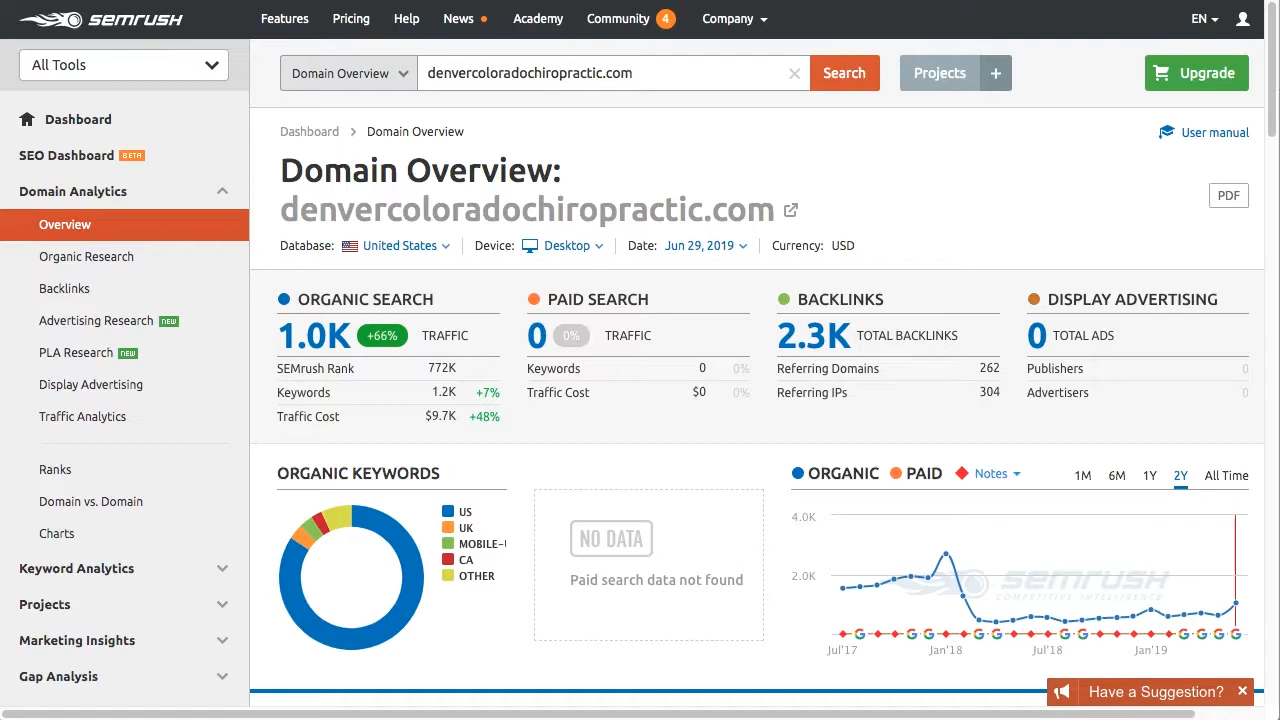 SEMRUSH
Features Pricing Help News Academy Community 4 Company EN
All Tools
Domain Overview denvercoloradochiropractic.com × Search Projects + Upgrade
Dashboard
SEO Dashboard BETA
Domain Analytics
Overview
Organic Research
Backlinks
Advertising Research NEW
PLA Research NEW
Display Advertising
Traffic Analytics
Ranks
Domain vs. Domain
Charts
Keyword Analytics
Projects
Marketing Insights
Gap Analysis
Dashboard > Domain Overview
User manual
Domain Overview:
denvercoloradochiropractic.com
PDF
Database: United States Device: Desktop Date: Jun 29, 2019 Currency: USD
ORGANIC SEARCH
1.0K +66% TRAFFIC
SEMrush Rank 772K
Keywords 1.2K +7%
Traffic Cost $9.7K +48%
PAID SEARCH
0 0% TRAFFIC
Keywords 0 0%
Traffic Cost $0 0%
BACKLINKS
2.3K TOTAL BACKLINKS
Referring Domains 262
Referring IPs 304
DISPLAY ADVERTISING
0 TOTAL ADS
Publishers 0
Advertisers 0
ORGANIC KEYWORDS
US
UK
CA
OTHER
NO DATA
Paid search data not found
ORGANIC PAID Notes 1M 6M 1Y 2Y All Time
4.0K
2.0K
SEMRUSH
COMPETITIVE INTELLIGENCE
Jul'17 Jan'18 Jul'18 Jan'19
Have a Suggestion? ×